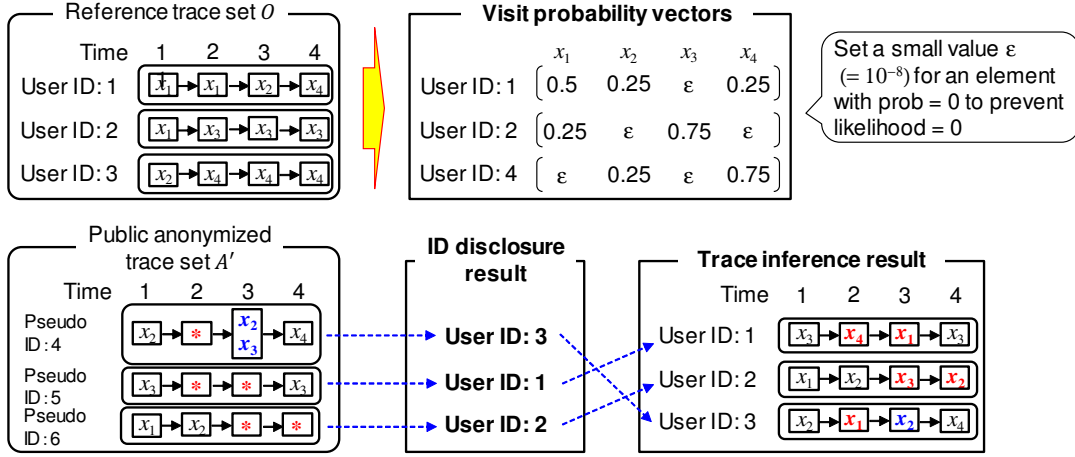 Reference trace set O
Time 1 2 3 4
User ID: 1 x₁ x₁ x₂ x₄
User ID: 2 x₁ x₃ x₃ x₃
User ID: 3 x₂ x₄ x₄ x₄
Visit probability vectors
x₁ x₂ x₃ x₄
User ID: 1 0.5 0.25 ε 0.25
User ID: 2 0.25 ε 0.75 ε
User ID: 4 ε 0.25 ε 0.75
Set a small value ε
(= 10⁻⁸) for an element
with prob = 0 to prevent
likelihood = 0
Public anonymized
trace set A′
Time 1 2 3 4
Pseudo
ID: 4 x₂ * x₂ x₃ x₄
Pseudo
ID: 5 x₃ * * x₃
Pseudo
ID: 6 x₁ x₂ * *
ID disclosure
result
User ID: 3
User ID: 1
User ID: 2
Trace inference result
Time 1 2 3 4
User ID: 1 x₃ x₄ x₁ x₃
User ID: 2 x₁ x₂ x₃ x₂
User ID: 3 x₂ x₁ x₂ x₄